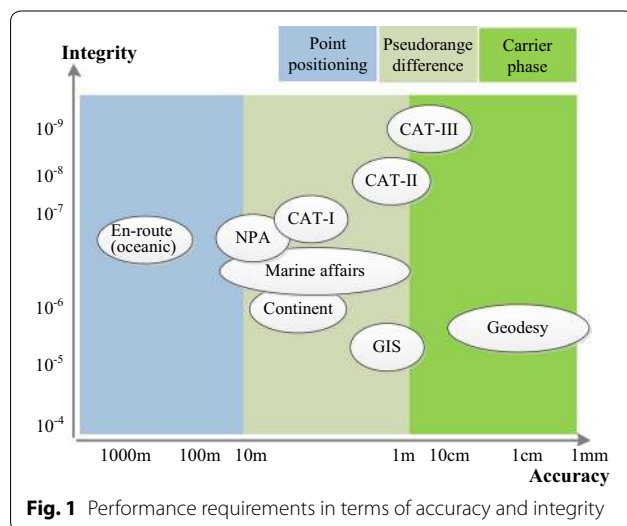 Integrity
Point
positioning
Pseudorange
difference
Carrier
phase
10-9
10-8
10-7
10-6
10-5
10-4
CAT-III
CAT-II
CAT-I
En-route
(oceanic)
NPA
Marine affairs
Continent
GIS
Geodesy
1000m 100m 10m 1m 10cm 1cm 1mm
Accuracy
Fig. 1 Performance requirements in terms of accuracy and integrity